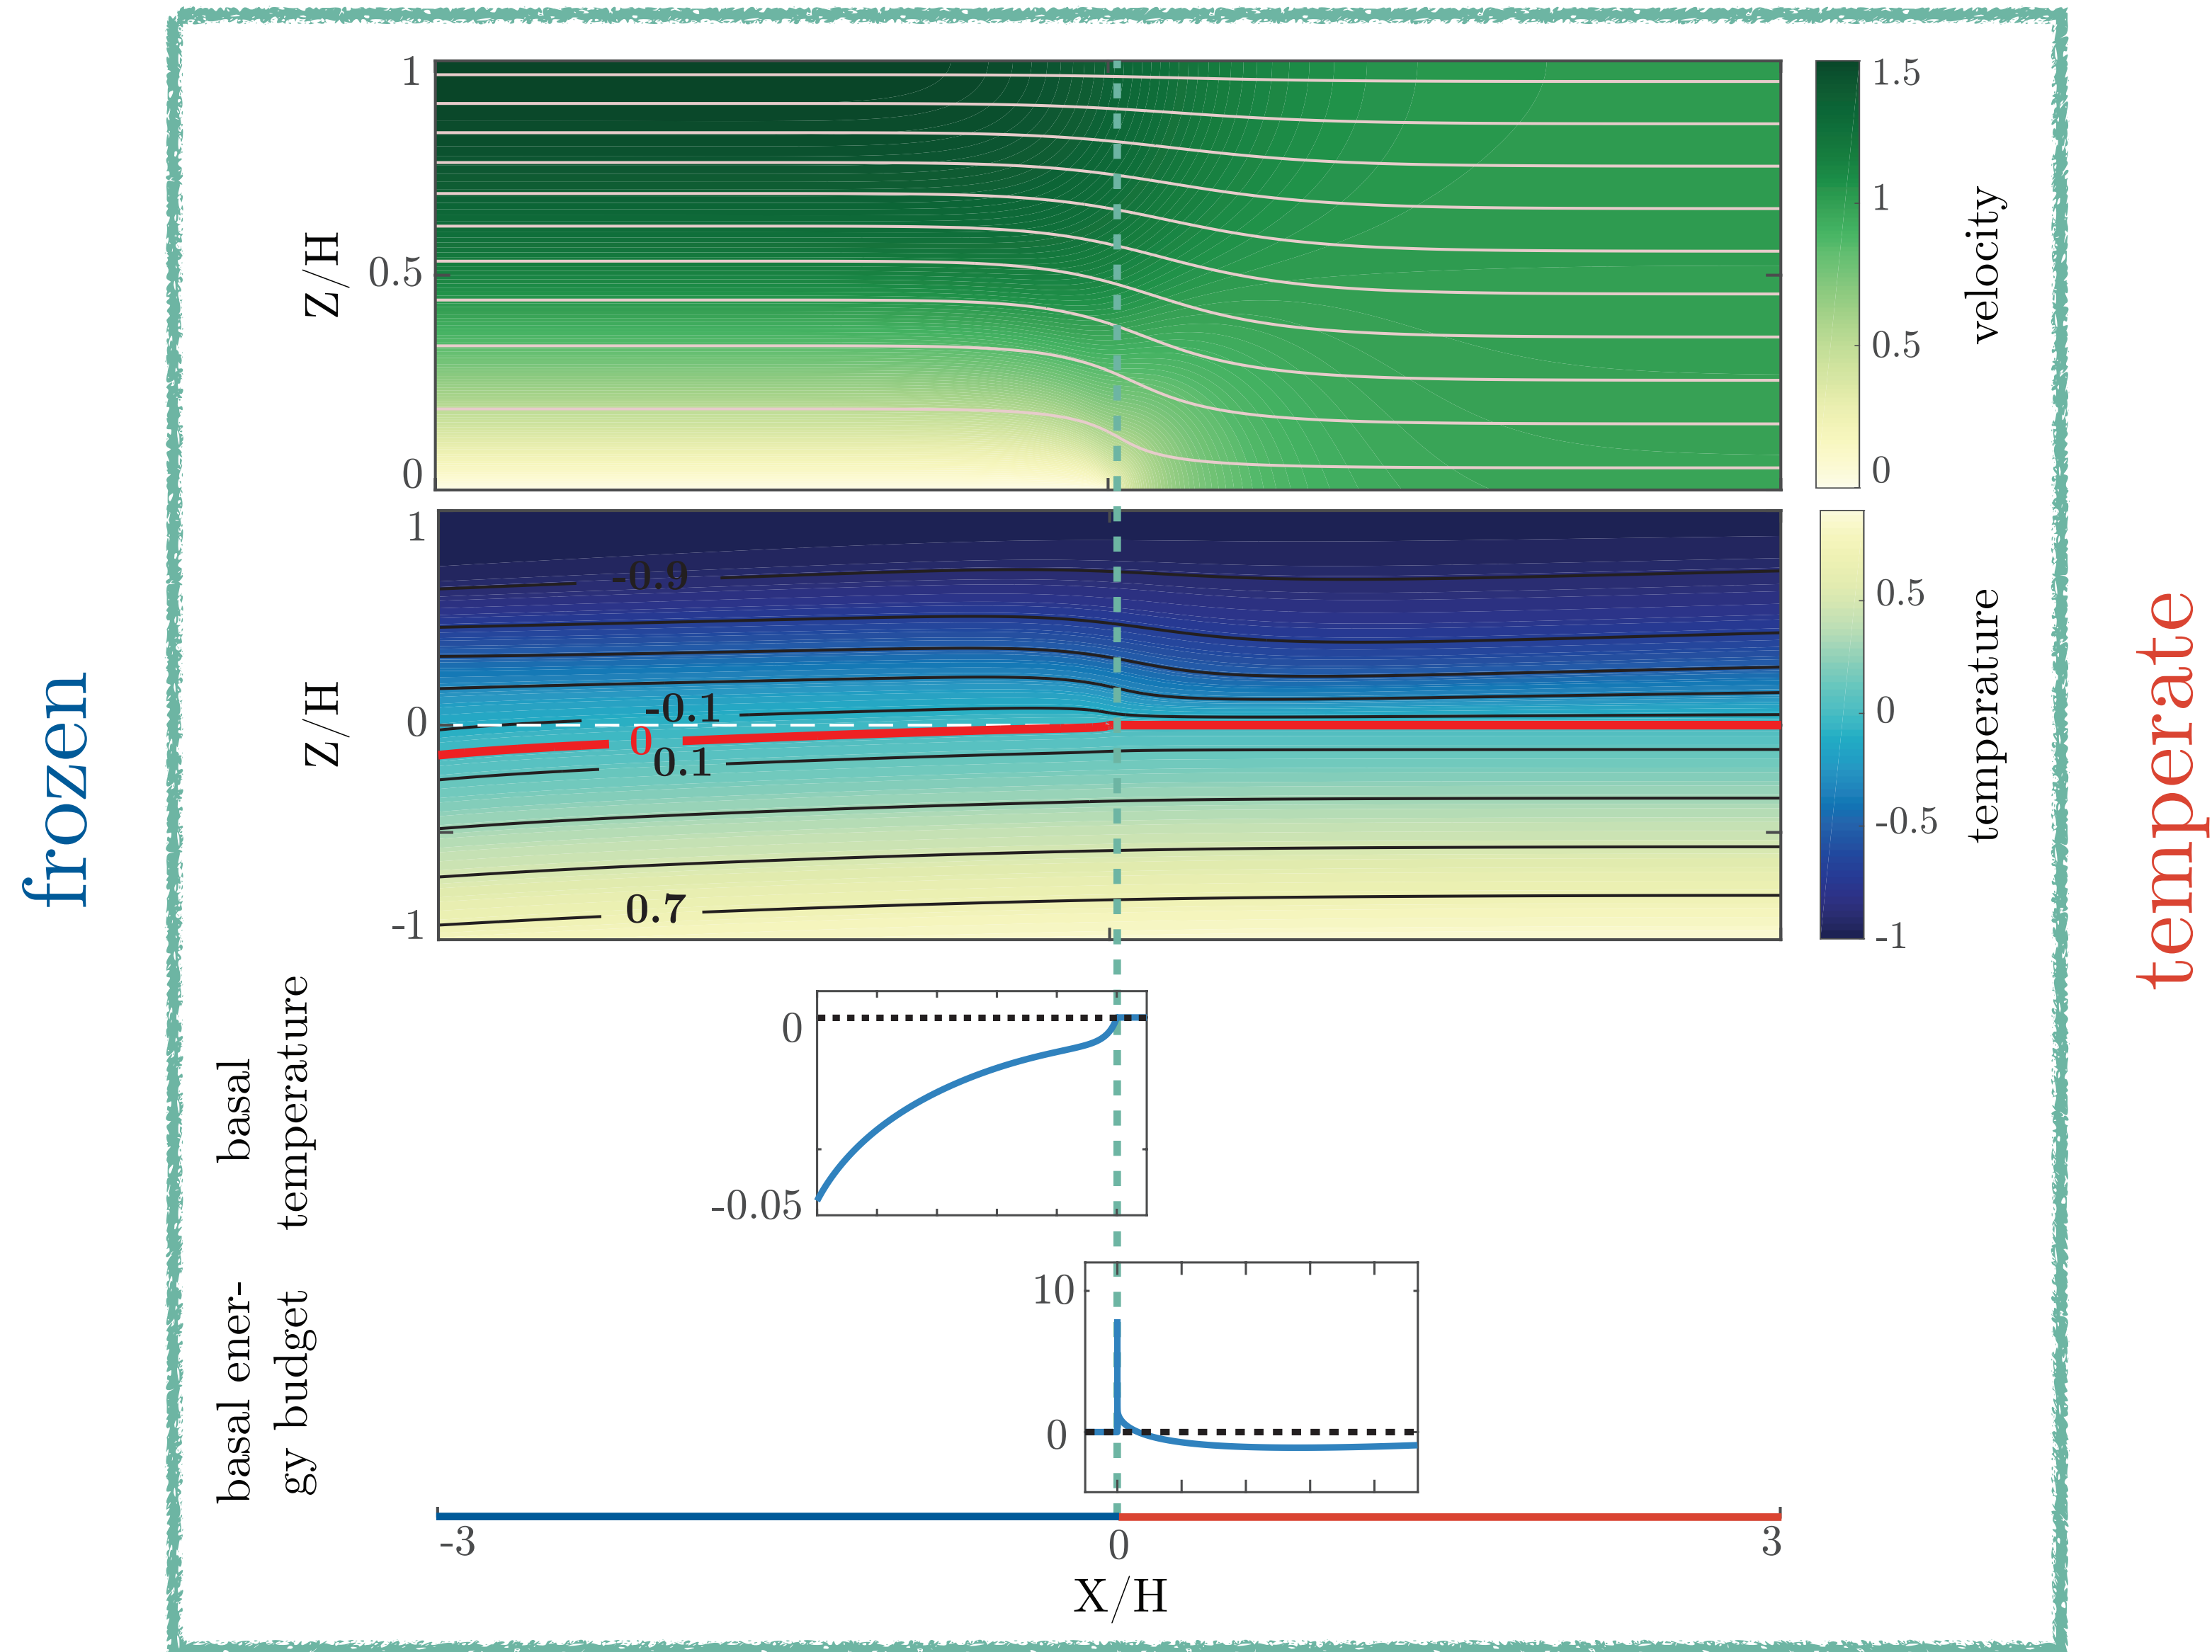 frozen
temperate
1
0.5
0
Z/H
1.5
1
0.5
0
velocity
1
0
-1
Z/H
-0.9
-0.1
0
0.1
0.7
0.5
0
-0.5
-1
temperature
basal
temperature
0
-0.05
basal ener-
gy budget
10
0
-3
0
3
X/H